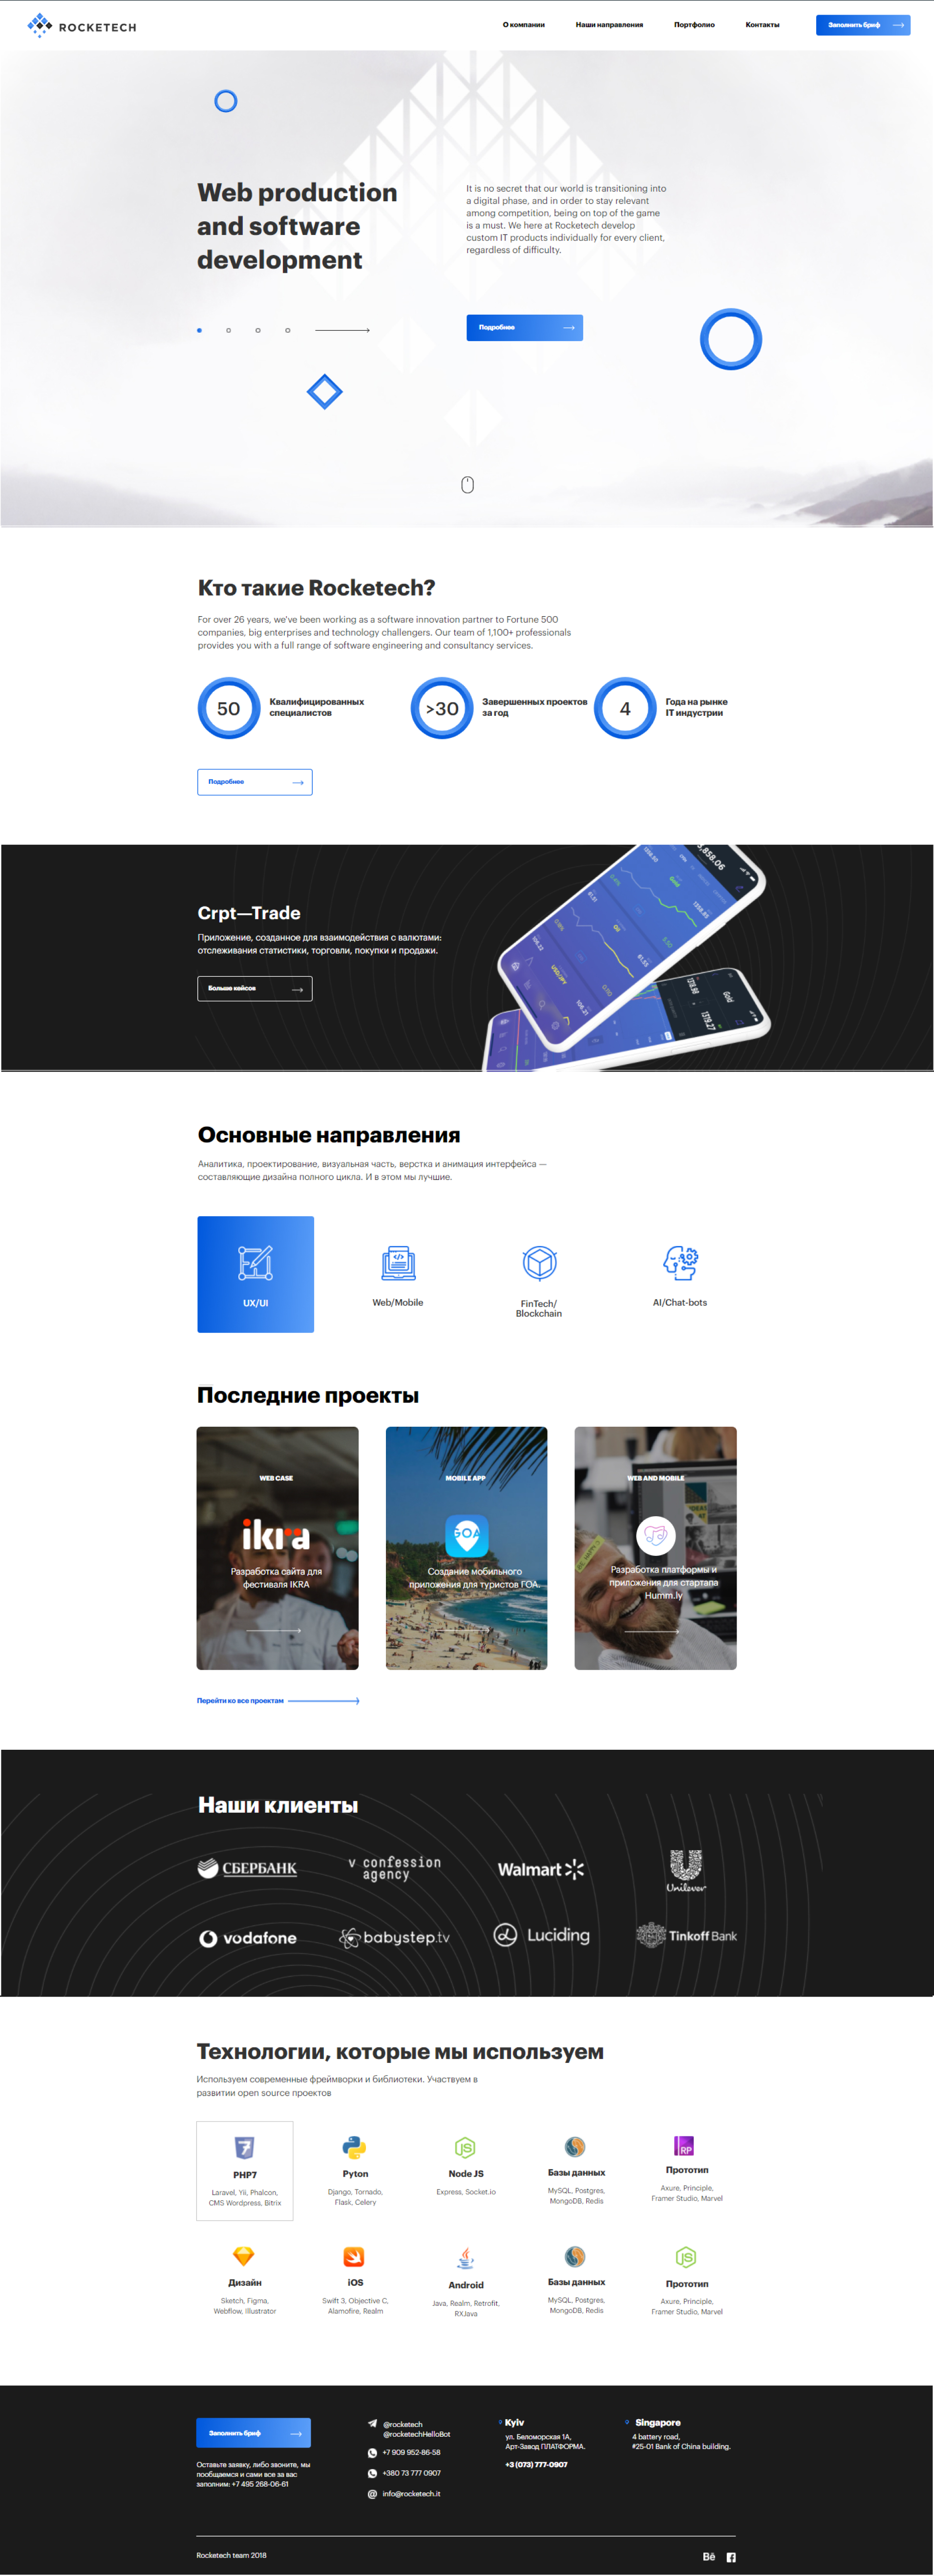 ROCKETECH
О компании
Наши направления
Портфолио
Контакты
Заполнить бриф
Web production
and software
development
It is no secret that our world is transitioning into
a digital phase, and in order to stay relevant
among competition, being on top of the game
is a must. We here at Rocketech develop
custom IT products individually for every client,
regardless of difficulty.
Подробнее
Кто такие Rocketech?
For over 26 years, we've been working as a software innovation partner to Fortune 500
companies, big enterprises and technology challengers. Our team of 1,100+ professionals
provides you with a full range of software engineering and consultancy services.
50
Квалифицированных
специалистов
>30
Завершенных проектов
за год
4
Года на рынке
IT индустрии
Подробнее
Crpt—Trade
Приложение, созданное для взаимодействия с валютами:
отслеживания статистики, торговли, покупки и продажи.
Больше кейсов
Gold
1319.27
Основные направления
Аналитика, проектирование, визуальная часть, верстка и анимация интерфейса —
составляющие дизайна полного цикла. И в этом мы лучшие.
UX/UI
Web/Mobile
FinTech/
Blockchain
AI/Chat-bots
Последние проекты
WEB CASE
ikra
Разработка сайта для
фестиваля IKRA
MOBILE APP
GOA
Создание мобильного
приложения для туристов ГОА.
WEB AND MOBILE
Разработка платформы и
приложения для стартапа
Humm.ly
Перейти ко все проектам
Наши клиенты
СБЕРБАНК
v confession
agency
Walmart
Unilever
vodafone
babystep.tv
Luciding
Tinkoff Bank
Технологии, которые мы используем
Используем современные фреймворки и библиотеки. Участвуем в
развитии open source проектов
PHP7
Laravel, Yii, Phalcon,
CMS Wordpress, Bitrix
Pyton
Django, Tornado,
Flask, Celery
Node JS
Express, Socket.io
Базы данных
MySQL, Postgres,
MongoDB, Redis
RP
Прототип
Axure, Principle,
Framer Studio, Marvel
Дизайн
Sketch, Figma,
Webflow, Illustrator
iOS
Swift 3, Objective C,
Alamofire, Realm
Android
Java, Realm, Retrofit,
RXJava
Базы данных
MySQL, Postgres,
MongoDB, Redis
Прототип
Axure, Principle,
Framer Studio, Marvel
Заполнить бриф
Оставьте заявку, либо звоните, мы
пообщаемся и сами все за вас
заполним: +7 495 268-06-61
@rocketech
@rocketechHelloBot
+7 909 952-86-58
+380 73 777 0907
info@rocketech.it
Kyiv
ул. Беломорская 1А,
Арт-Завод ПЛАТФОРМА.
+3 (073) 777-0907
Singapore
4 battery road,
#25-01 Bank of China building.
Rocketech team 2018
Bē